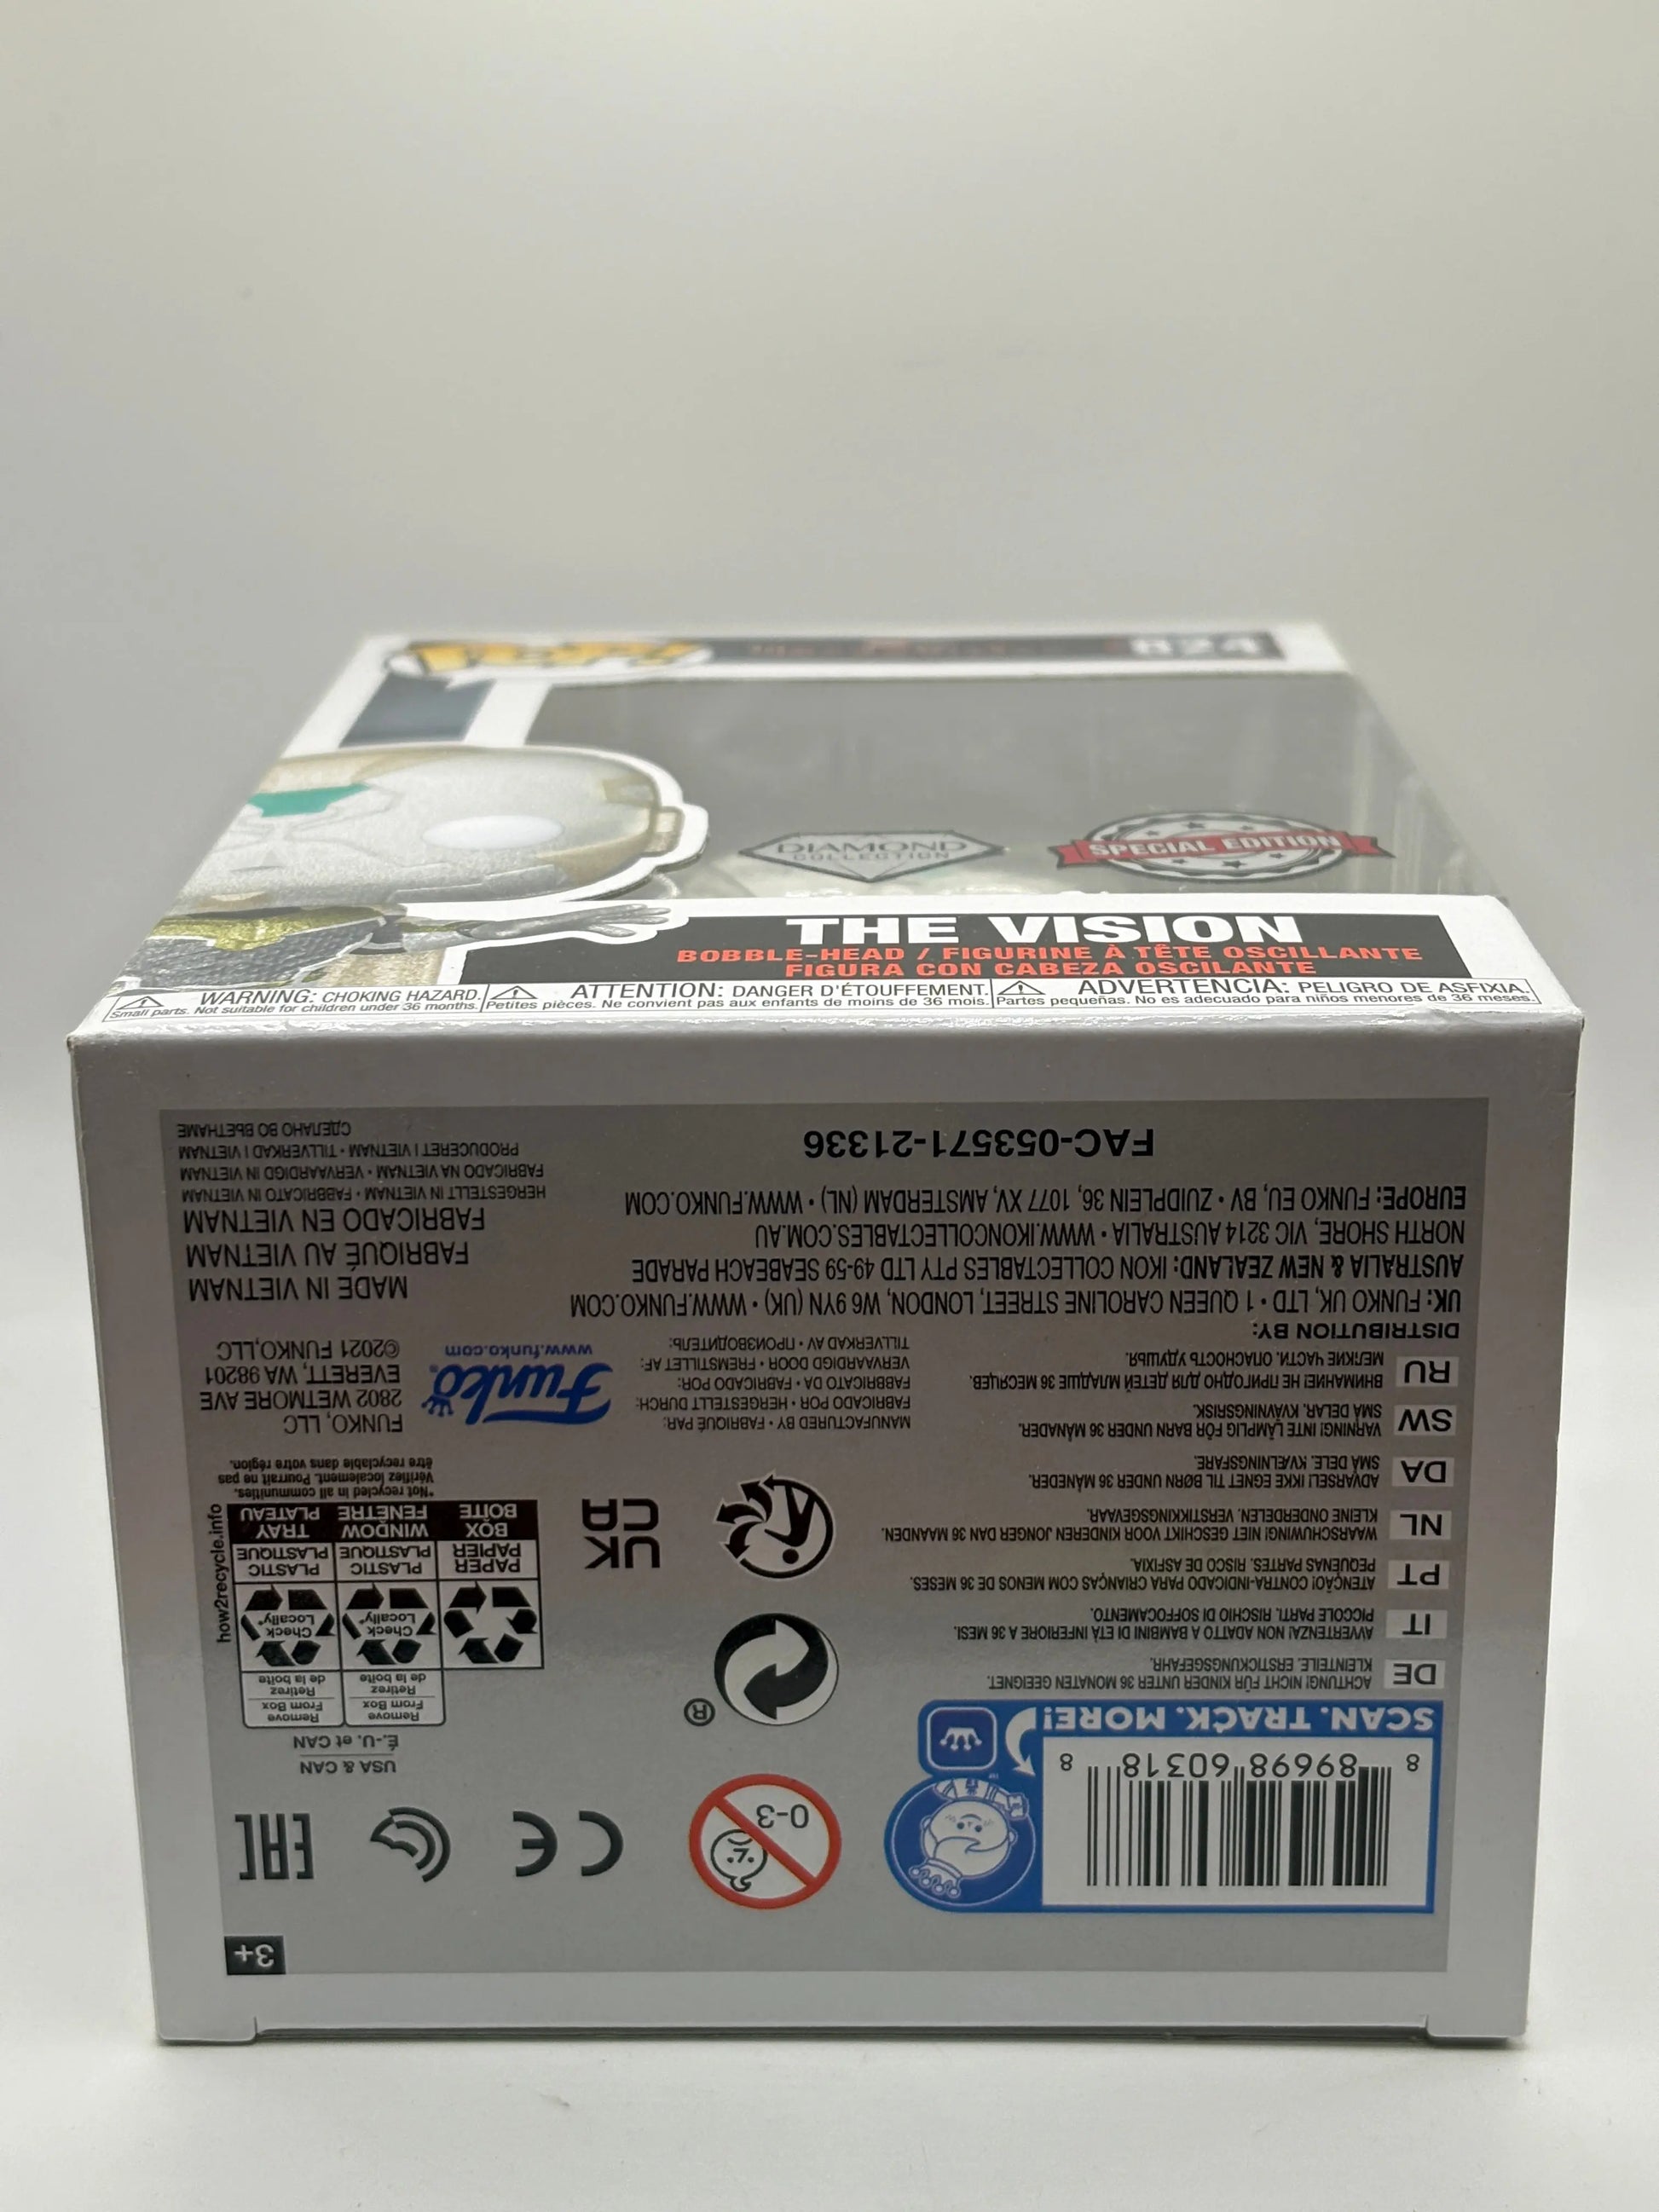 POP!
824
DIAMOND
COLLECTION
SPECIAL EDITION
THE VISION
BOBBLE-HEAD / FIGURINE À TÊTE OSCILLANTE
FIGURA CON CABEZA OSCILANTE
WARNING: CHOKING HAZARD.
Small parts. Not suitable for children under 36 months.
ATTENTION: DANGER D'ÉTOUFFEMENT.
Petites pièces. Ne convient pas aux enfants de moins de 36 mois.
ADVERTENCIA: PELIGRO DE ASFIXIA.
Partes pequeñas. No es adecuado para niños menores de 36 meses.
3+
8 89698 60318 8
SCAN. TRACK. MORE!
0-3
CE
EAC
USA & CAN
É.-U. et CAN
Remove
From Box
Retirez
de la boîte
Remove
From Box
Retirez
de la boîte
Check
Locally*
Check
Locally*
PAPER
PAPIER
PLASTIC
PLASTIQUE
PLASTIC
PLASTIQUE
BOX
BOÎTE
WINDOW
FENÊTRE
TRAY
PLATEAU
how2recycle.info
*Not recycled in all communities.
Vérifiez localement. Pourrait ne pas
être recyclable dans votre région.
®
UK
CA
DE
ACHTUNG! NICHT FÜR KINDER UNTER 36 MONATEN GEEIGNET.
KLEINTEILE. ERSTICKUNGSGEFAHR.
IT
AVVERTENZA! NON ADATTO A BAMBINI DI ETÀ INFERIORE A 36 MESI.
PICCOLE PARTI. RISCHIO DI SOFFOCAMENTO.
PT
ATENÇÃO! CONTRA-INDICADO PARA CRIANÇAS COM MENOS DE 36 MESES.
PEQUENAS PARTES. RISCO DE ASFIXIA.
NL
WAARSCHUWING! NIET GESCHIKT VOOR KINDEREN JONGER DAN 36 MAANDEN.
KLEINE ONDERDELEN. VERSTIKKINGSGEVAAR.
DA
ADVARSEL! IKKE EGNET TIL BØRN UNDER 36 MÅNEDER.
SMÅ DELE. KVÆLNINGSFARE.
SW
VARNING! INTE LÄMPLIG FÖR BARN UNDER 36 MÅNADER.
SMÅ DELAR. KVÄVNINGSRISK.
RU
ВНИМАНИЕ! НЕ ПРИГОДНО ДЛЯ ДЕТЕЙ МЛАДШЕ 36 МЕСЯЦЕВ.
МЕЛКИЕ ЧАСТИ. ОПАСНОСТЬ УДУШЬЯ.
MANUFACTURED BY • FABRIQUÉ PAR:
FABRICADO POR • HERGESTELLT DURCH:
FABBRICATO DA • FABRICADO POR:
VERVAARDIGD DOOR • FREMSTILLET AF:
TILLVERKAD AV • ПРОИЗВОДИТЕЛЬ:
Funko®
www.funko.com
FUNKO, LLC
2802 WETMORE AVE
EVERETT, WA 98201
©2021 FUNKO,LLC
DISTRIBUTION BY:
UK: FUNKO UK, LTD • 1 QUEEN CAROLINE STREET, LONDON, W6 9YN (UK) • WWW.FUNKO.COM
AUSTRALIA & NEW ZEALAND: IKON COLLECTABLES PTY LTD 49-59 SEABEACH PARADE
NORTH SHORE, VIC 3214 AUSTRALIA • WWW.IKONCOLLECTABLES.COM.AU
EUROPE: FUNKO EU, BV • ZUIDPLEIN 36, 1077 XV, AMSTERDAM (NL) • WWW.FUNKO.COM
MADE IN VIETNAM
FABRIQUÉ AU VIETNAM
FABRICADO EN VIETNAM
HERGESTELLT IN VIETNAM • FABBRICATO IN VIETNAM
FABRICADO NA VIETNAM • VERVAARDIGD IN VIETNAM
PRODUCERET I VIETNAM • TILLVERKAD I VIETNAM
СДЕЛАНО ВО ВЬЕТНАМЕ
FAC-053571-21336